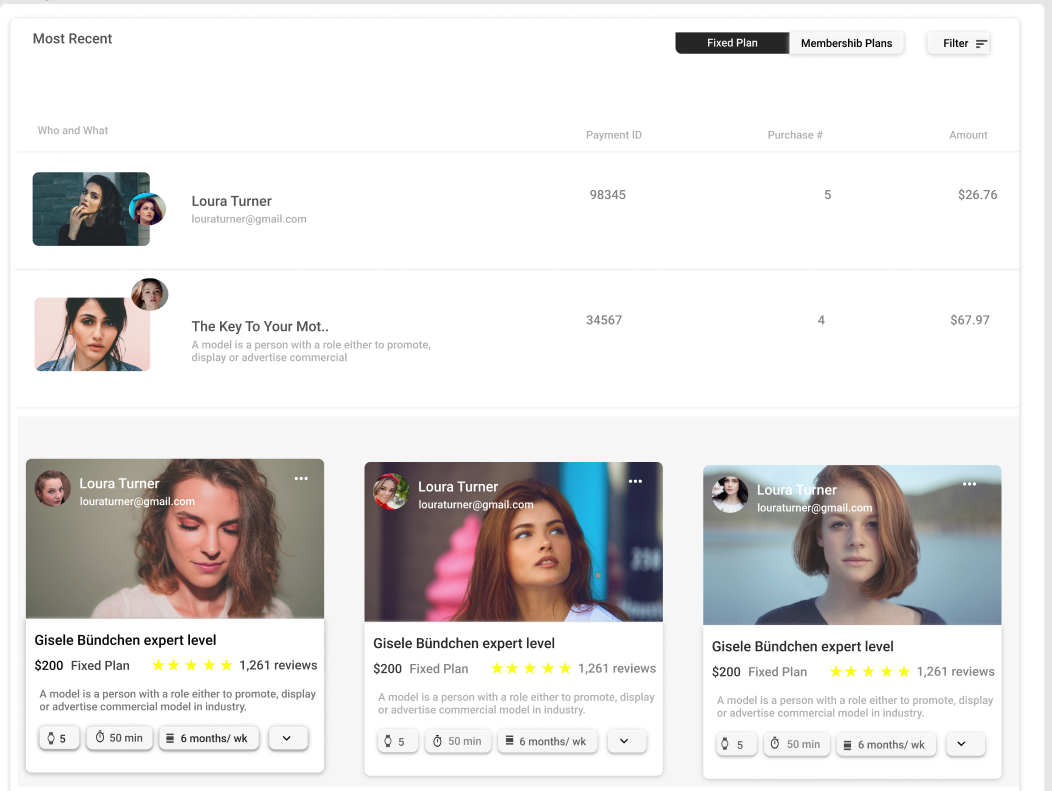 Most Recent
Fixed Plan
Membershib Plans
Filter
Who and What
Payment ID
Purchase #
Amount
Loura Turner
98345
5
$26.76
louraturner@gmail.com
The Key To Your Mot..
34567
4
$67.97
A model is a person with a role either to promote,
display or advertise commercial
Loura Turner
louraturner@gmail.com
Gisele Bündchen expert level
$200 Fixed Plan 1,261 reviews
A model is a person with a role either to promote, display
or advertise commercial model in industry.
5 50 min 6 months/ wk
Loura Turner
louraturner@gmail.com
Gisele Bündchen expert level
$200 Fixed Plan 1,261 reviews
A model is a person with a role either to promote, display
or advertise commercial model in industry.
5 50 min 6 months/ wk
Loura Turner
louraturner@gmail.com
Gisele Bündchen expert level
$200 Fixed Plan 1,261 reviews
A model is a person with a role either to promote, display
or advertise commercial model in industry.
5 50 min 6 months/ wk